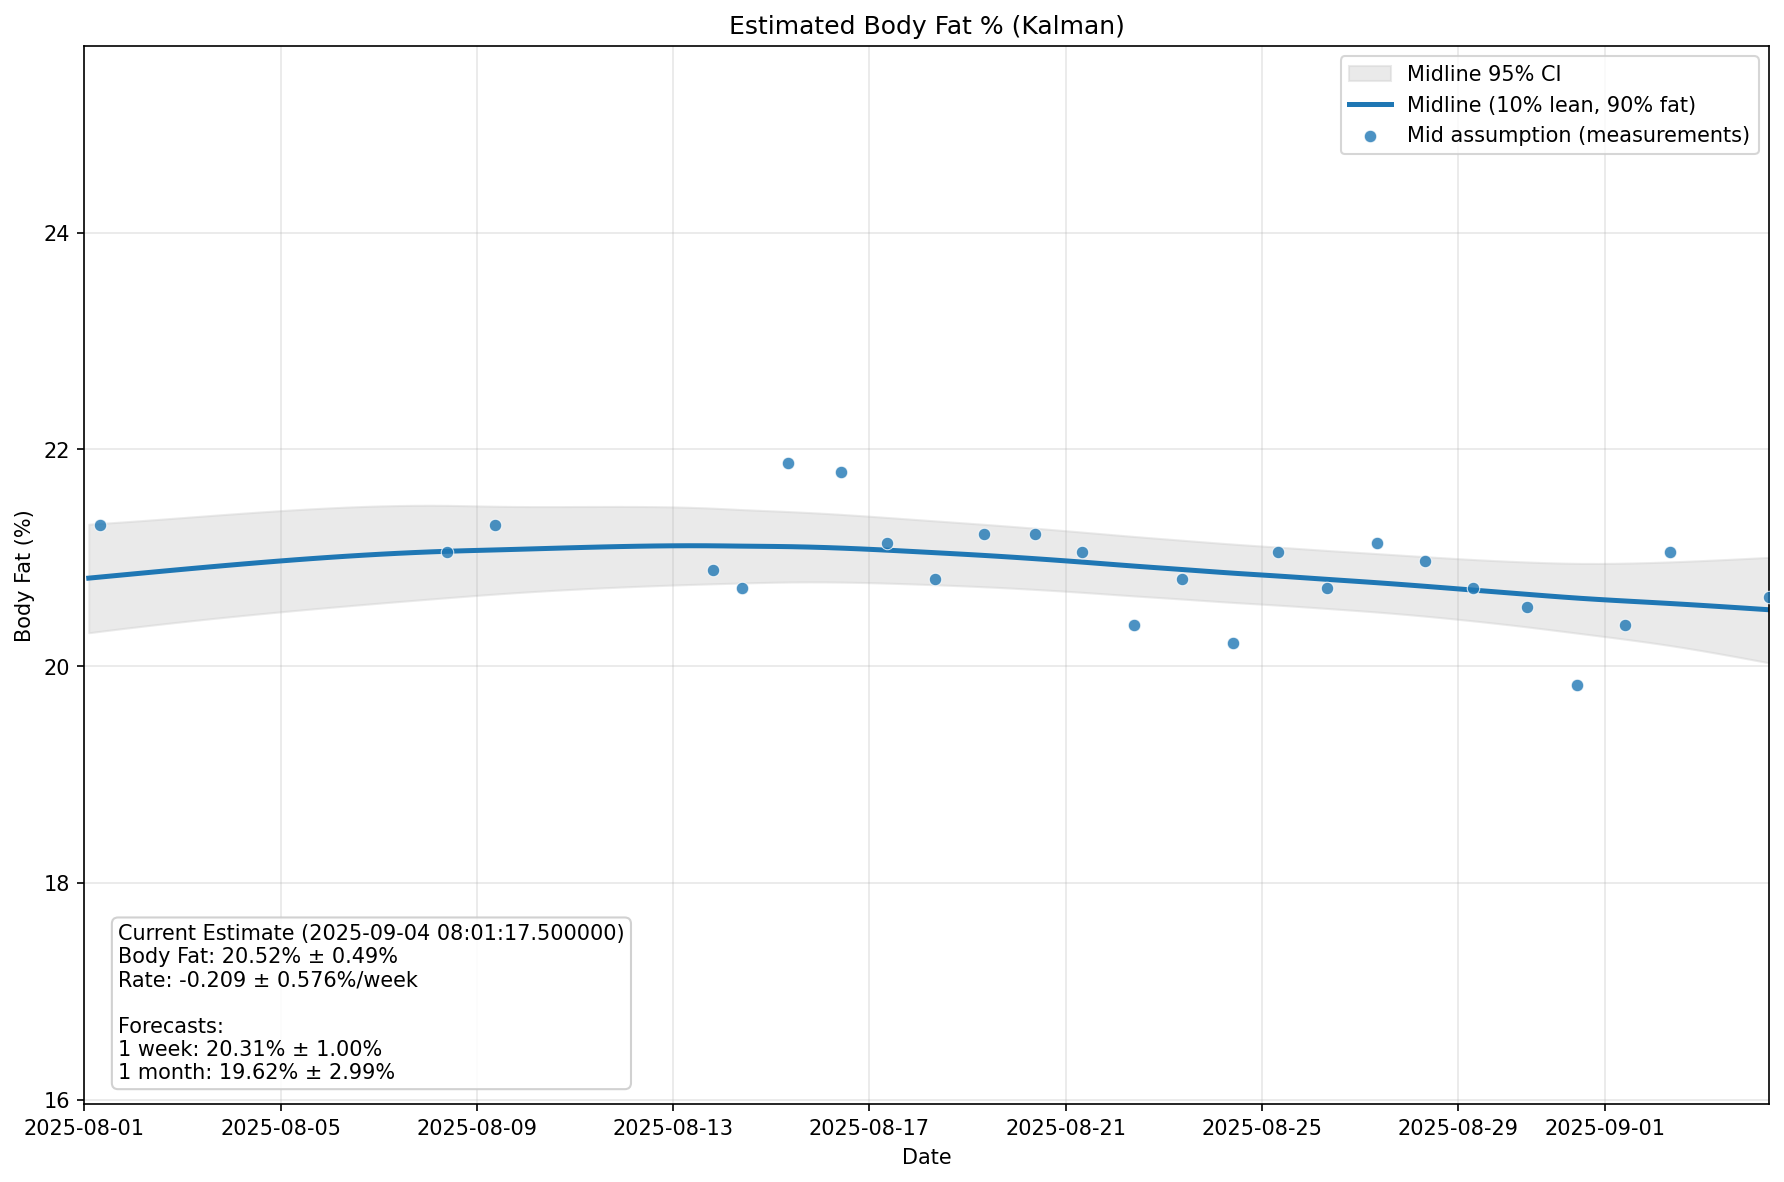 Estimated Body Fat % (Kalman)
Midline 95% CI
Midline (10% lean, 90% fat)
Mid assumption (measurements)
Body Fat (%)
24
22
20
18
16
Current Estimate (2025-09-04 08:01:17.500000)
Body Fat: 20.52% ± 0.49%
Rate: -0.209 ± 0.576%/week
Forecasts:
1 week: 20.31% ± 1.00%
1 month: 19.62% ± 2.99%
2025-08-01 2025-08-05 2025-08-09 2025-08-13 2025-08-17 2025-08-21 2025-08-25 2025-08-29 2025-09-01
Date